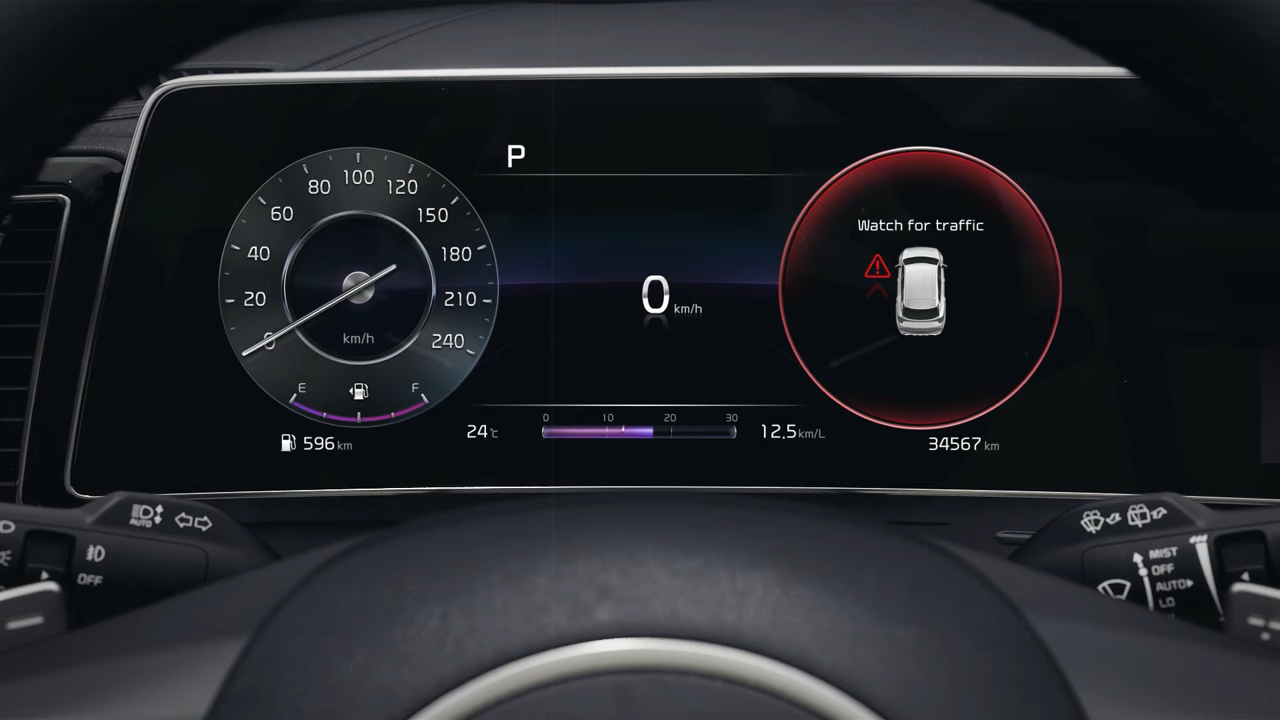 P
0
20
40
60
80
100
120
150
180
210
240
km/h
E
F
596 km
0 km/h
24 °C
0 10 20 30
12.5 km/L
Watch for traffic
34567 km
AUTO
OFF
MIST
OFF
AUTO
LO